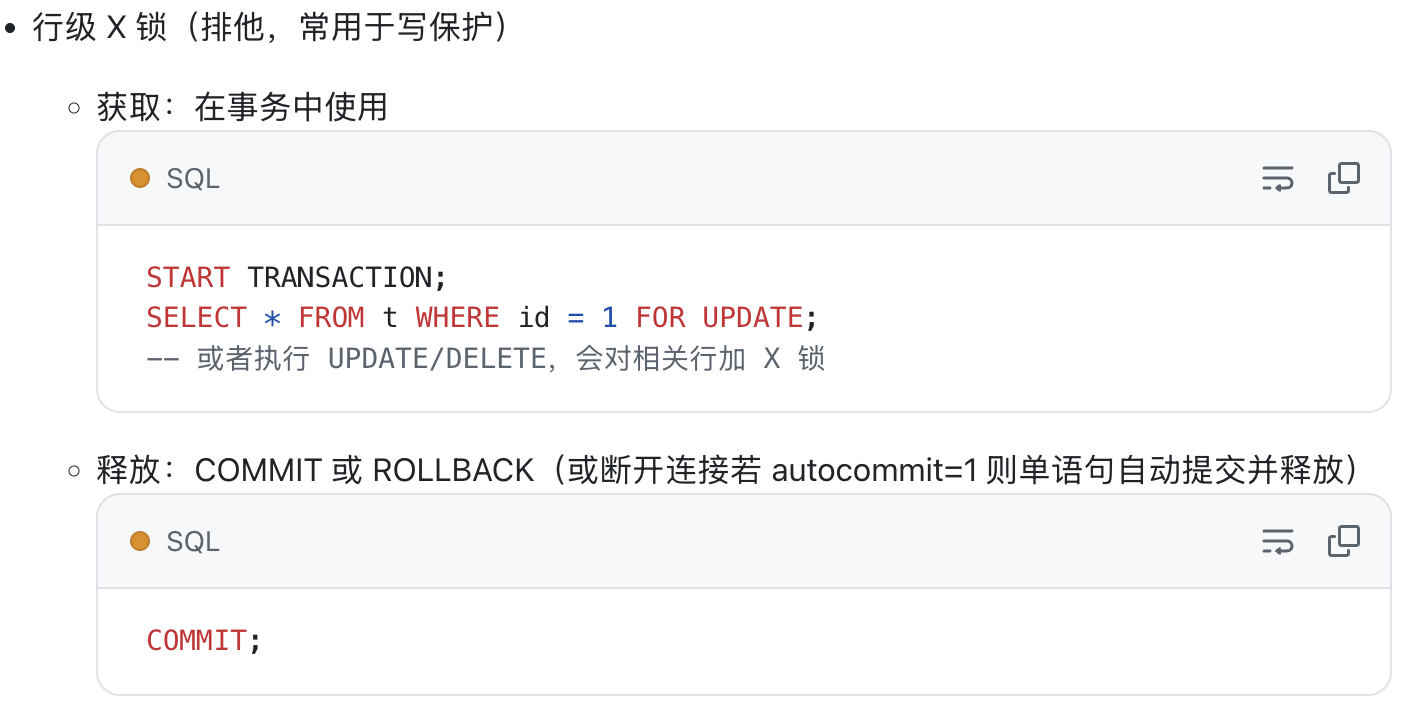 • 行级 X 锁（排他，常用于写保护）
◦ 获取：在事务中使用
SQL
START TRANSACTION;
SELECT * FROM t WHERE id = 1 FOR UPDATE;
-- 或者执行 UPDATE/DELETE，会对相关行加 X 锁
◦ 释放：COMMIT 或 ROLLBACK（或断开连接若 autocommit=1 则单语句自动提交并释放）
SQL
COMMIT;